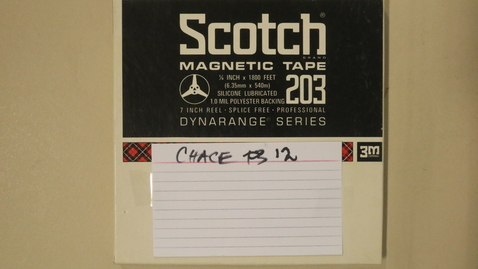 Scotch®
BRAND
MAGNETIC TAPE
¼ INCH x 1800 FEET
(6.35mm x 540m)
SILICONE LUBRICATED
1.0 MIL POLYESTER BACKING
203
7 INCH REEL - SPLICE FREE - PROFESSIONAL
DYNARANGE SERIES
3M
CHACE 12